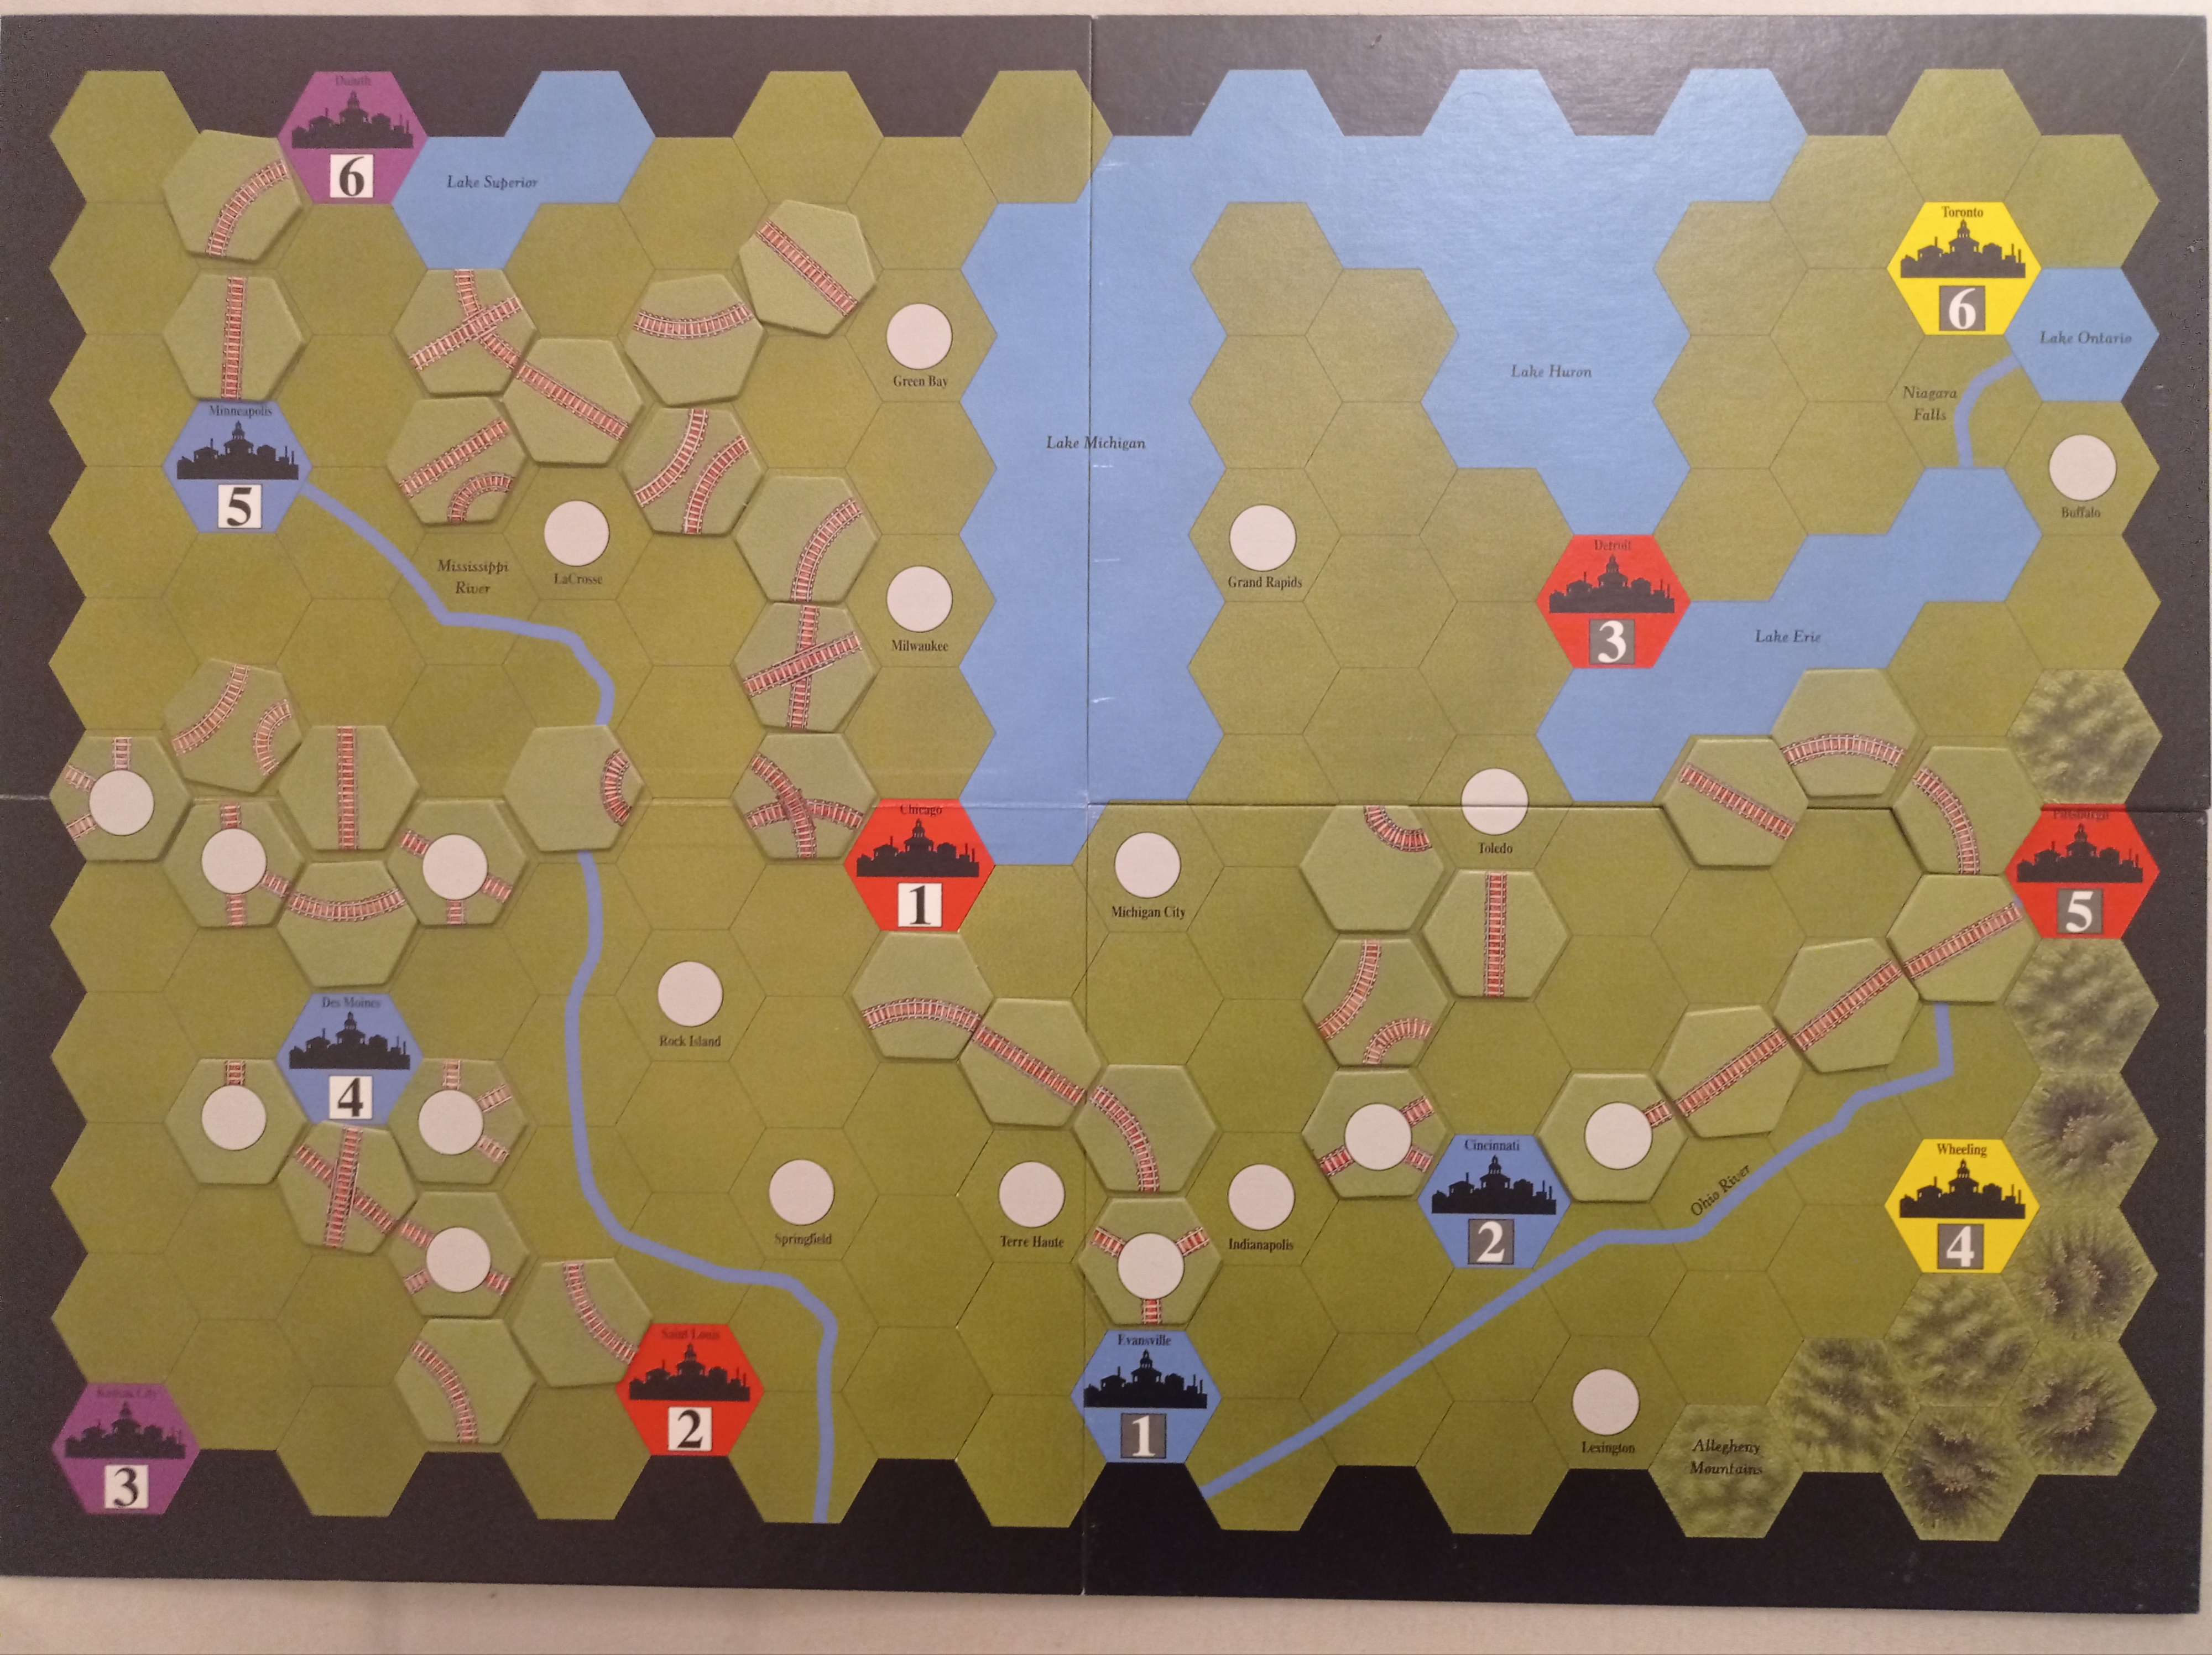 Duluth
6
Lake Superior
Toronto
6
Lake Ontario
Green Bay
Lake Huron
Niagara
Falls
Minneapolis
5
Lake Michigan
Buffalo
Mississippi
River
LaCrosse
Grand Rapids
Detroit
3
Milwaukee
Lake Erie
Chicago
1
Toledo
Pittsburgh
5
Michigan City
Des Moines
4
Rock Island
Cincinnati
2
Ohio River
Wheeling
4
Springfield
Terre Haute
Indianapolis
Evansville
1
Saint Louis
2
Kansas City
3
Lexington
Allegheny
Mountains